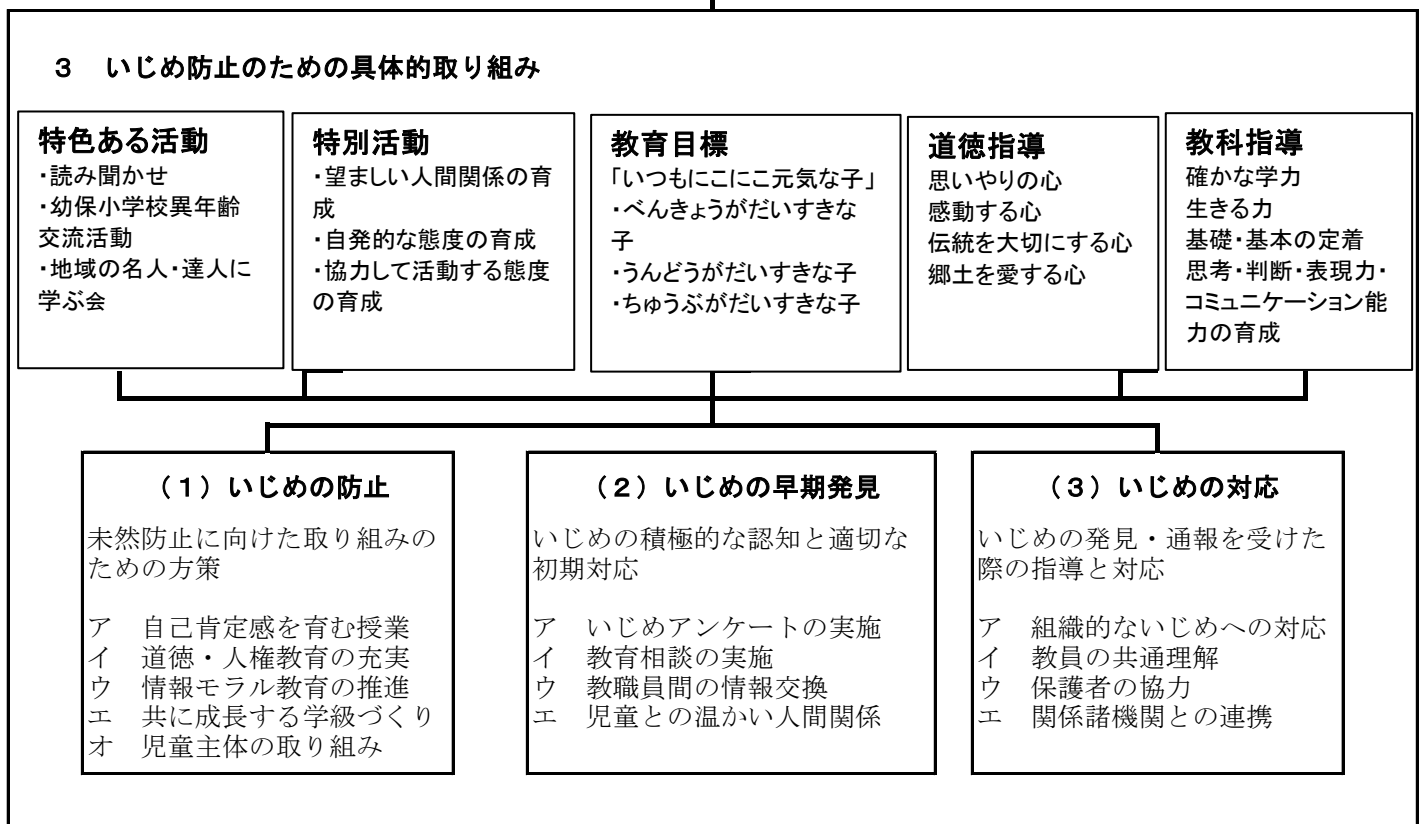 3 いじめ防止のための具体的取り組み
特色ある活動
・読み聞かせ
・幼保小学校異年齢
交流活動
・地域の名人・達人に
学ぶ会
特別活動
・望ましい人間関係の育
成
・自発的な態度の育成
・協力して活動する態度
の育成
教育目標
「いつもにこにこ元気な子」
・べんきょうがだいすきな
子
・うんどうがだいすきな子
・ちゅうぶがだいすきな子
道徳指導
思いやりの心
感動する心
伝統を大切にする心
郷土を愛する心
教科指導
確かな学力
生きる力
基礎・基本の定着
思考・判断・表現力・
コミュニケーション能
力の育成
（1）いじめの防止
未然防止に向けた取り組みの
ための方策
ア 自己肯定感を育む授業
イ 道徳・人権教育の充実
ウ 情報モラル教育の推進
エ 共に成長する学級づくり
オ 児童主体の取り組み
（2）いじめの早期発見
いじめの積極的な認知と適切な
初期対応
ア いじめアンケートの実施
イ 教育相談の実施
ウ 教職員間の情報交換
エ 児童との温かい人間関係
（3）いじめの対応
いじめの発見・通報を受けた
際の指導と対応
ア 組織的ないじめへの対応
イ 教員の共通理解
ウ 保護者の協力
エ 関係諸機関との連携